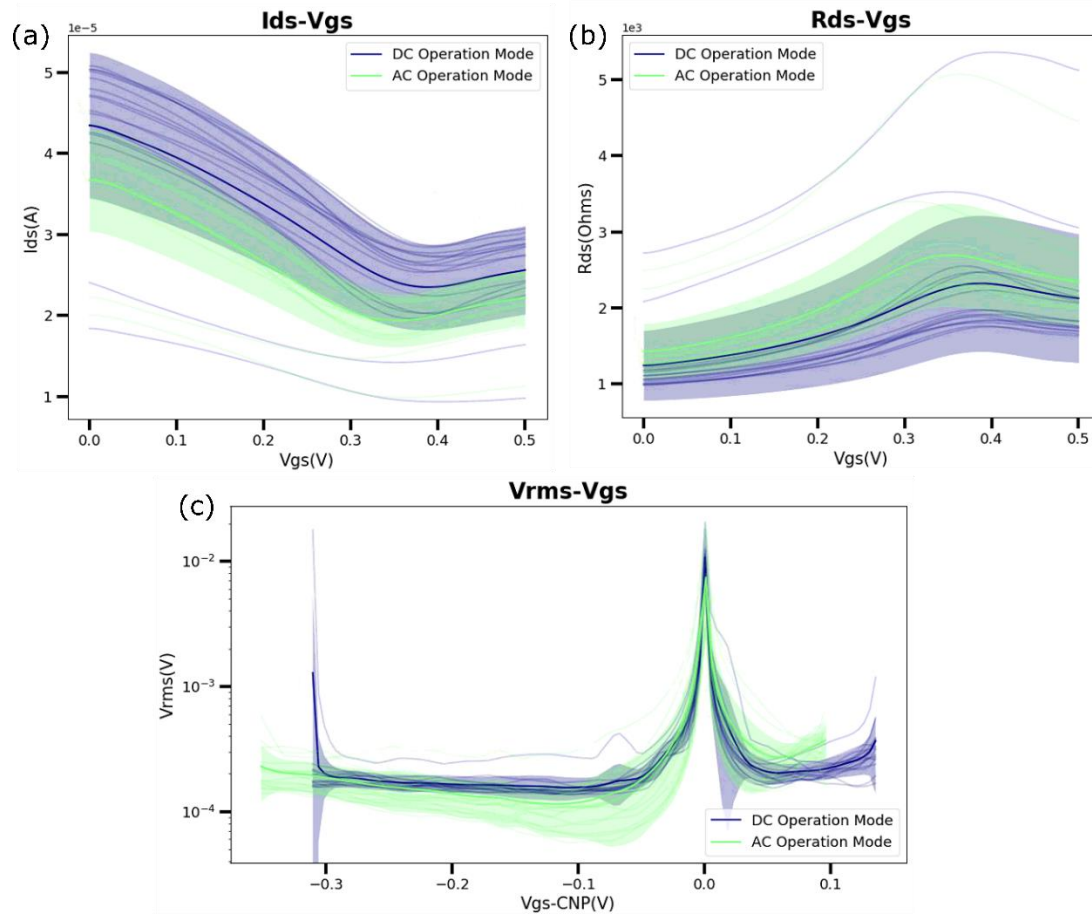 (a)
Ids-Vgs
1e−5
DC Operation Mode
AC Operation Mode
5
4
3
2
1
Ids(A)
0.0 0.1 0.2 0.3 0.4 0.5
Vgs(V)
(b)
Rds-Vgs
1e3
DC Operation Mode
AC Operation Mode
5
4
3
2
1
Rds(Ohms)
0.0 0.1 0.2 0.3 0.4 0.5
Vgs(V)
(c)
Vrms-Vgs
10−2
10−3
10−4
Vrms(V)
DC Operation Mode
AC Operation Mode
−0.3 −0.2 −0.1 0.0 0.1
Vgs-CNP(V)